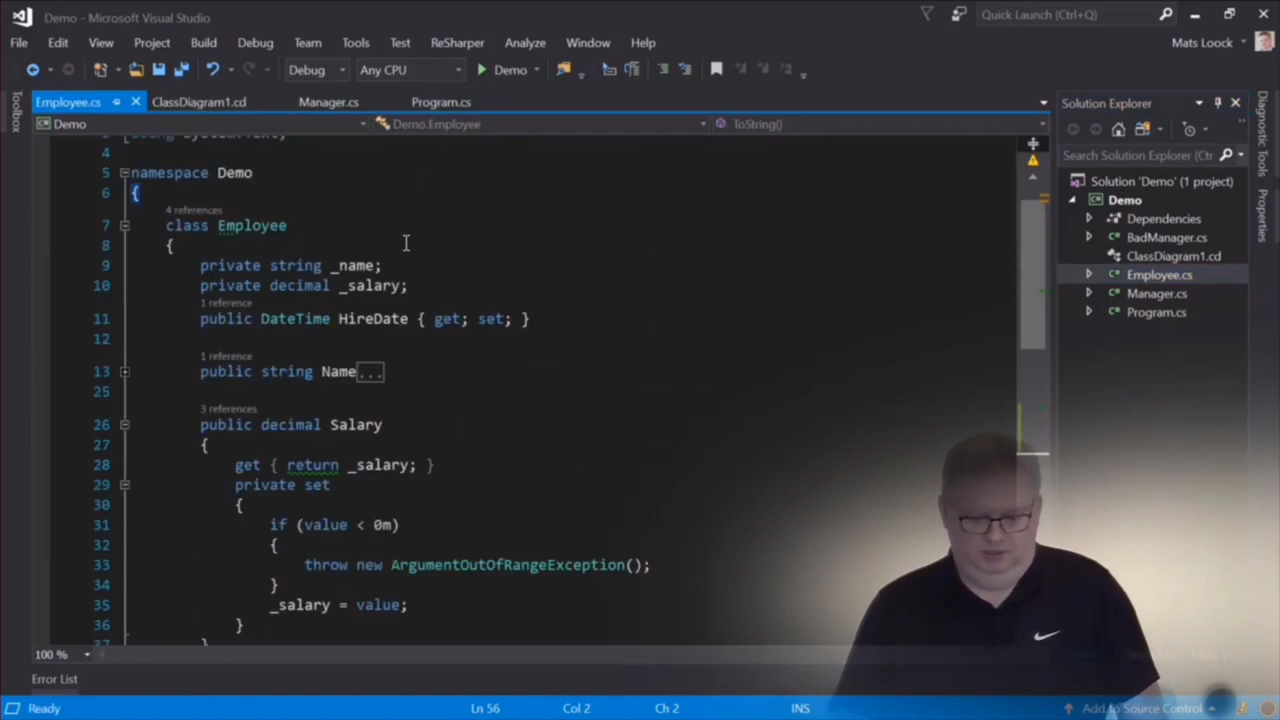 Demo - Microsoft Visual Studio
Quick Launch (Ctrl+Q)
File Edit View Project Build Debug Team Tools Test ReSharper Analyze Window Help
Mats Loock
Debug Any CPU Demo
Employee.cs ClassDiagram1.cd Manager.cs Program.cs
Demo Demo.Employee ToString()
4
5 namespace Demo
6 {
4 references
7 class Employee
8 {
9 private string _name;
10 private decimal _salary;
1 reference
11 public DateTime HireDate { get; set; }
12
1 reference
13 public string Name...
25
3 references
26 public decimal Salary
27 {
28 get { return _salary; }
29 private set
30 {
31 if (value < 0m)
32 {
33 throw new ArgumentOutOfRangeException();
34 }
35 _salary = value;
36 }
37 }
100 %
Error List
Ready Ln 56 Col 2 Ch 2 INS Add to Source Control
Toolbox
Solution Explorer
Search Solution Explorer (Ctrl
Solution 'Demo' (1 project)
Demo
Dependencies
BadManager.cs
ClassDiagram1.cd
Employee.cs
Manager.cs
Program.cs
Diagnostic Tools
Properties